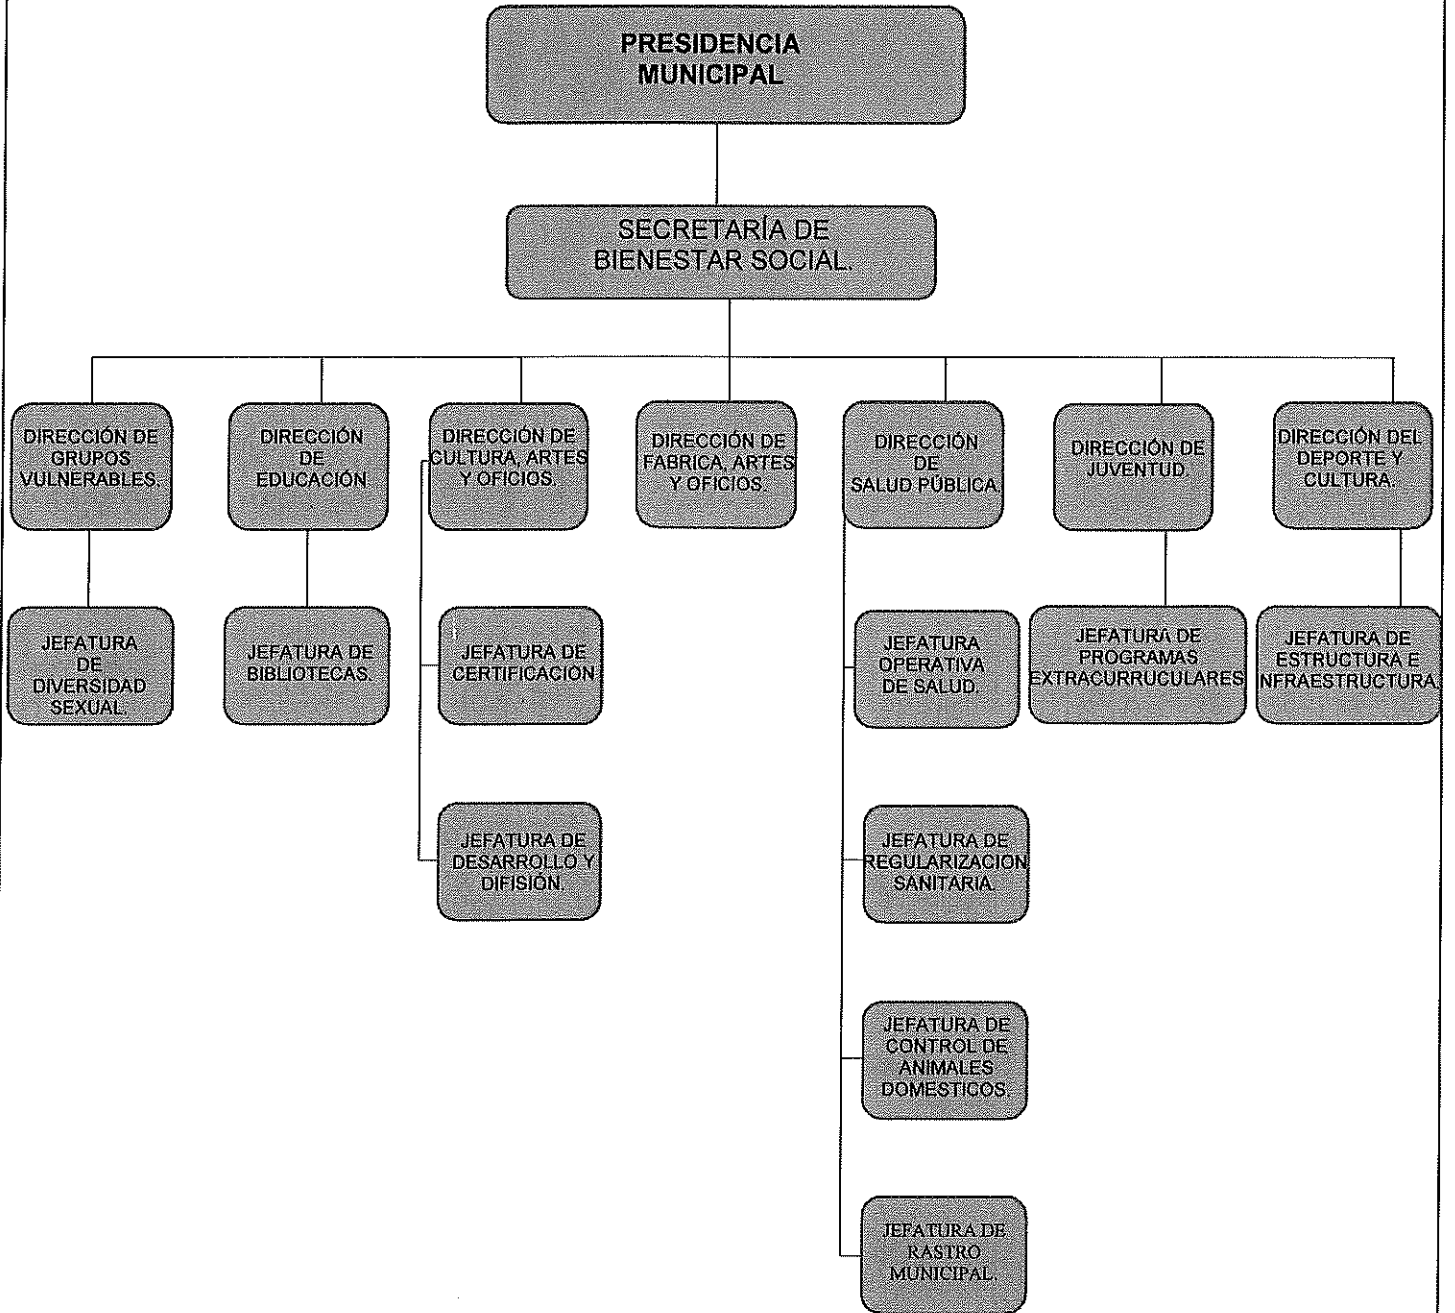 PRESIDENCIA
MUNICIPAL
SECRETARÍA DE
BIENESTAR SOCIAL.
DIRECCIÓN DE
GRUPOS
VULNERABLES.
DIRECCIÓN
DE
EDUCACIÓN
DIRECCIÓN DE
CULTURA, ARTES
Y OFICIOS.
DIRECCIÓN DE
FABRICA, ARTES
Y OFICIOS.
DIRECCIÓN
DE
SALUD PÚBLICA.
DIRECCIÓN DE
JUVENTUD.
DIRECCIÓN DEL
DEPORTE Y
CULTURA.
JEFATURA
DE
DIVERSIDAD
SEXUAL.
JEFATURA DE
BIBLIOTECAS.
JEFATURA DE
CERTIFICACIÓN
JEFATURA
OPERATIVA
DE SALUD.
JEFATURA DE
PROGRAMAS
EXTRACURRUCULARES
JEFATURA DE
ESTRUCTURA E
NFRAESTRUCTURA.
JEFATURA DE
DESARROLLO Y
DIFISIÓN.
JEFATURA DE
REGULARIZACION
SANITARIA.
JEFATURA DE
CONTROL DE
ANIMALES
DOMESTICOS.
JEFATURA DE
RASTRO
MUNICIPAL.